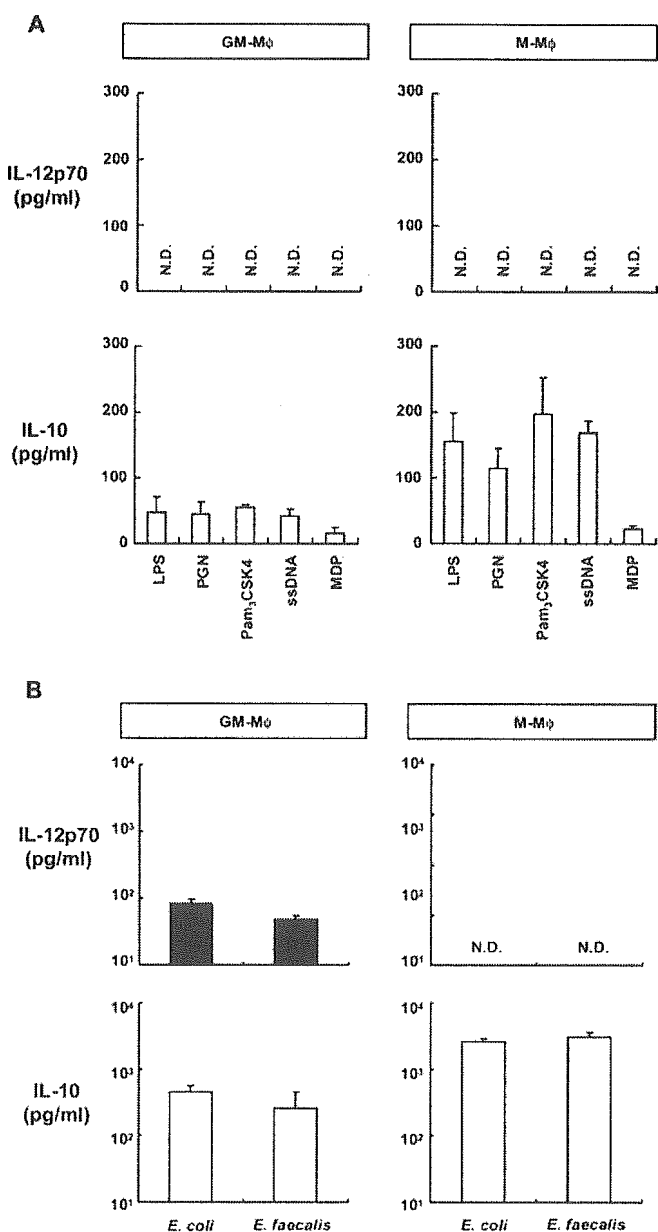 A
GM-Mϕ
M-Mϕ
IL-12p70
(pg/ml)
300
200
100
0
N.D.
N.D.
N.D.
N.D.
N.D.
300
200
100
0
N.D.
N.D.
N.D.
N.D.
N.D.
IL-10
(pg/ml)
300
200
100
0
LPS
PGN
Pam₃CSK4
ssDNA
MDP
300
200
100
0
LPS
PGN
Pam₃CSK4
ssDNA
MDP
B
GM-Mϕ
M-Mϕ
IL-12p70
(pg/ml)
10⁴
10³
10²
10¹
10⁴
10³
10²
10¹
N.D.
N.D.
IL-10
(pg/ml)
10⁴
10³
10²
10¹
E. coli
E. faecalis
10⁴
10³
10²
10¹
E. coli
E. faecalis